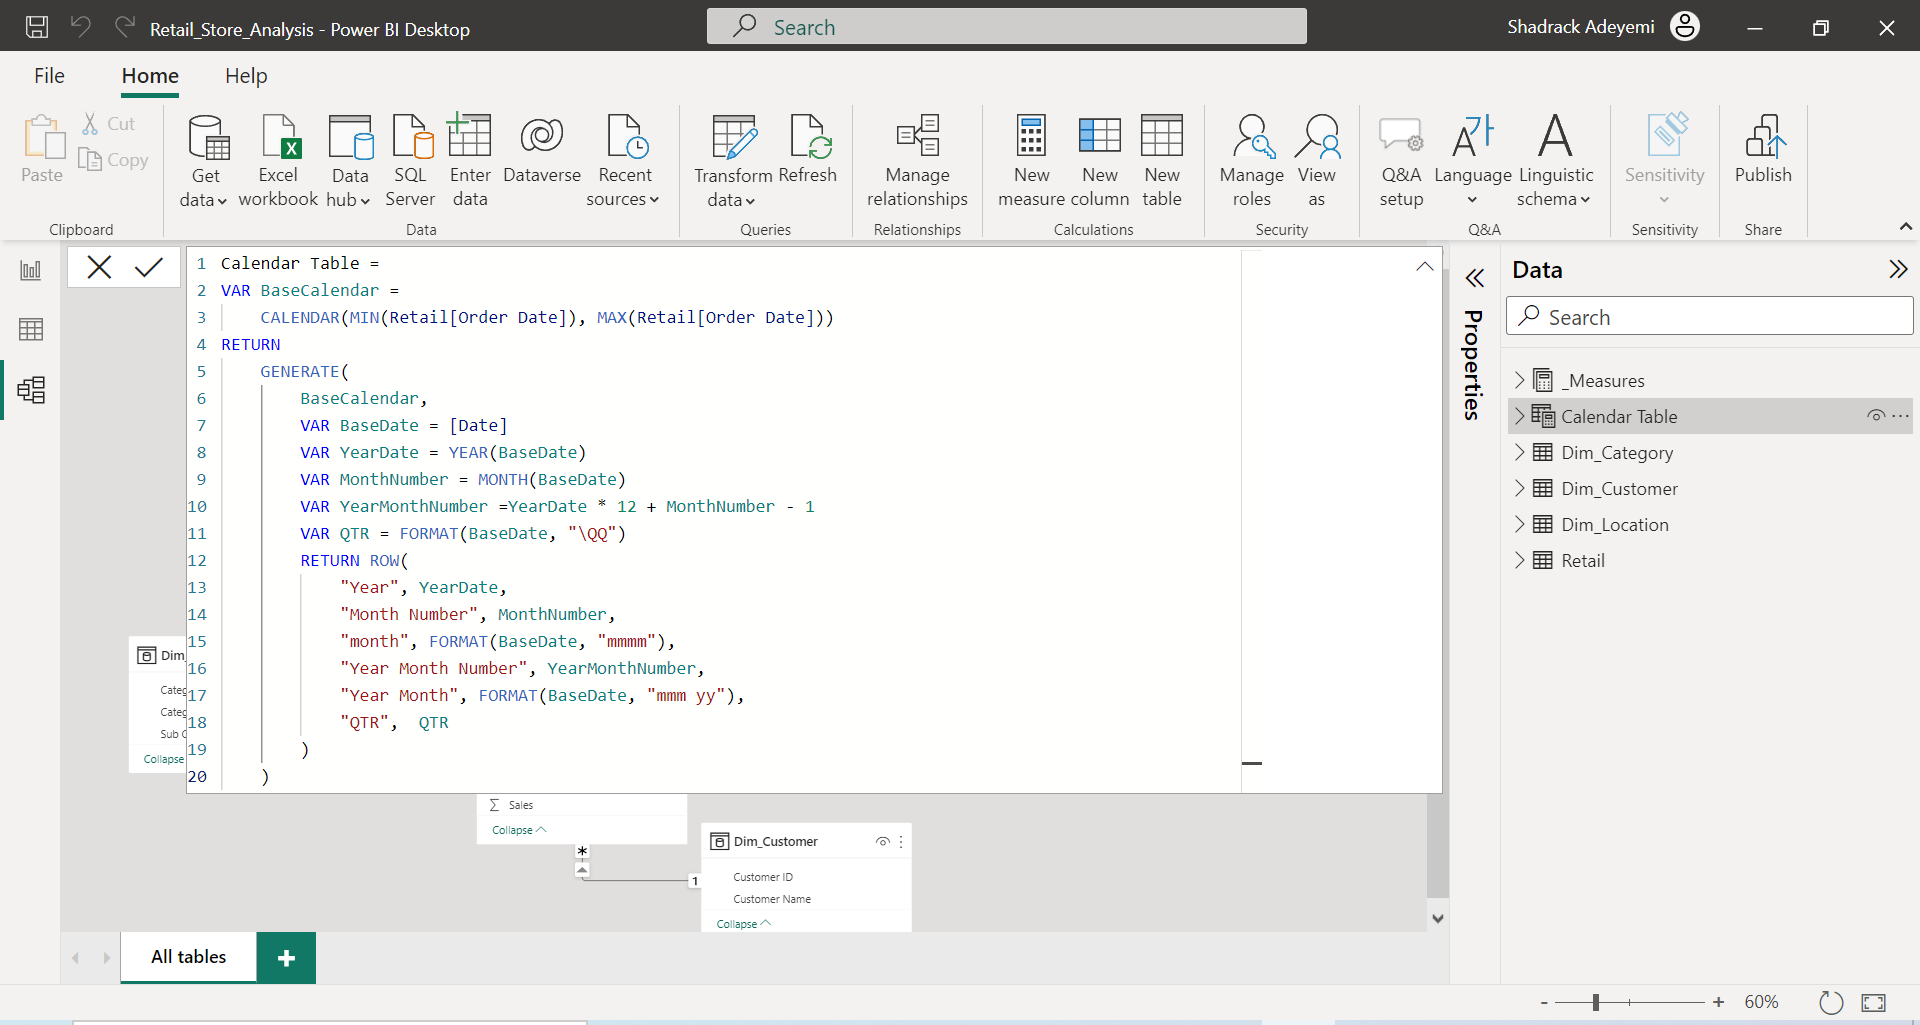 Retail_Store_Analysis - Power BI Desktop
Search
Shadrack Adeyemi
File
Home
Help
Paste
Cut
Copy
Clipboard
Get data
Excel workbook
Data hub
SQL Server
Enter data
Dataverse
Recent sources
Data
Transform data
Refresh
Queries
Manage relationships
Relationships
New measure
New column
New table
Calculations
Manage roles
View as
Security
Q&A setup
Language
Linguistic schema
Q&A
Sensitivity
Sensitivity
Publish
Share
1 Calendar Table =
2 VAR BaseCalendar =
3 CALENDAR(MIN(Retail[Order Date]), MAX(Retail[Order Date]))
4 RETURN
5 GENERATE(
6 BaseCalendar,
7 VAR BaseDate = [Date]
8 VAR YearDate = YEAR(BaseDate)
9 VAR MonthNumber = MONTH(BaseDate)
10 VAR YearMonthNumber =YearDate * 12 + MonthNumber - 1
11 VAR QTR = FORMAT(BaseDate, "\QQ")
12 RETURN ROW(
13 "Year", YearDate,
14 "Month Number", MonthNumber,
15 "month", FORMAT(BaseDate, "mmmm"),
16 "Year Month Number", YearMonthNumber,
17 "Year Month", FORMAT(BaseDate, "mmm yy"),
18 "QTR", QTR
19 )
20 )
Dim_
Categ
Categ
Sub C
Collapse
Σ Sales
Collapse
*
1
Dim_Customer
Customer ID
Customer Name
Collapse
Properties
Data
Search
_Measures
Calendar Table
Dim_Category
Dim_Customer
Dim_Location
Retail
All tables
+
- + 60%